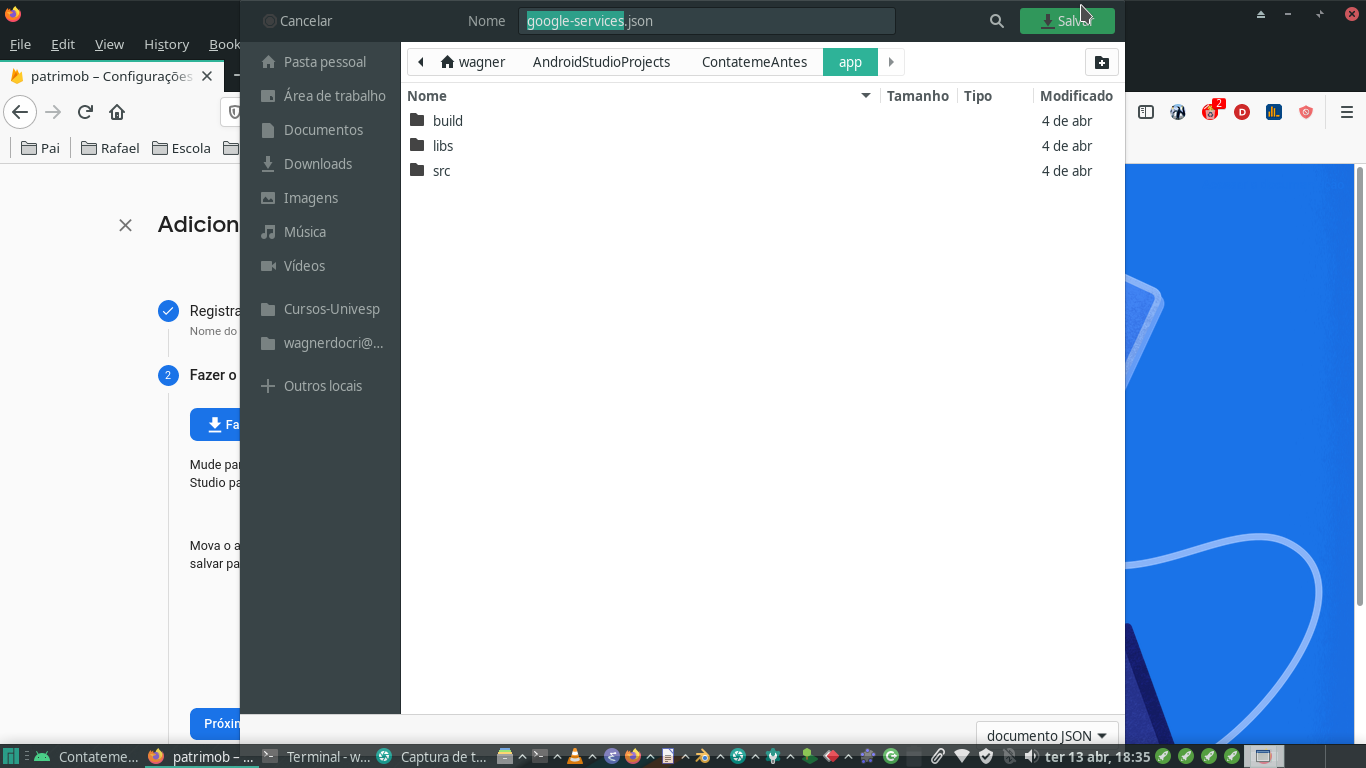 Cancelar
Nome
google-services.json
Salvar
File Edit View History Book
patrimob – Configurações
wagner AndroidStudioProjects ContatemeAntes app
Pai Rafael Escola
2
Pasta pessoal
Área de trabalho
Documentos
Downloads
Imagens
Música
Vídeos
Cursos-Univesp
wagnerdocri@...
Outros locais
Nome Tamanho Tipo Modificado
build 4 de abr
libs 4 de abr
src 4 de abr
Adicion
Registra
Nome do
2 Fazer o
Fa
Mude par
Studio pa
Mova o a
salvar pa
Próxin
documento JSON
Contateme... patrimob – ... Terminal - w... Captura de t... ter 13 abr, 18:35